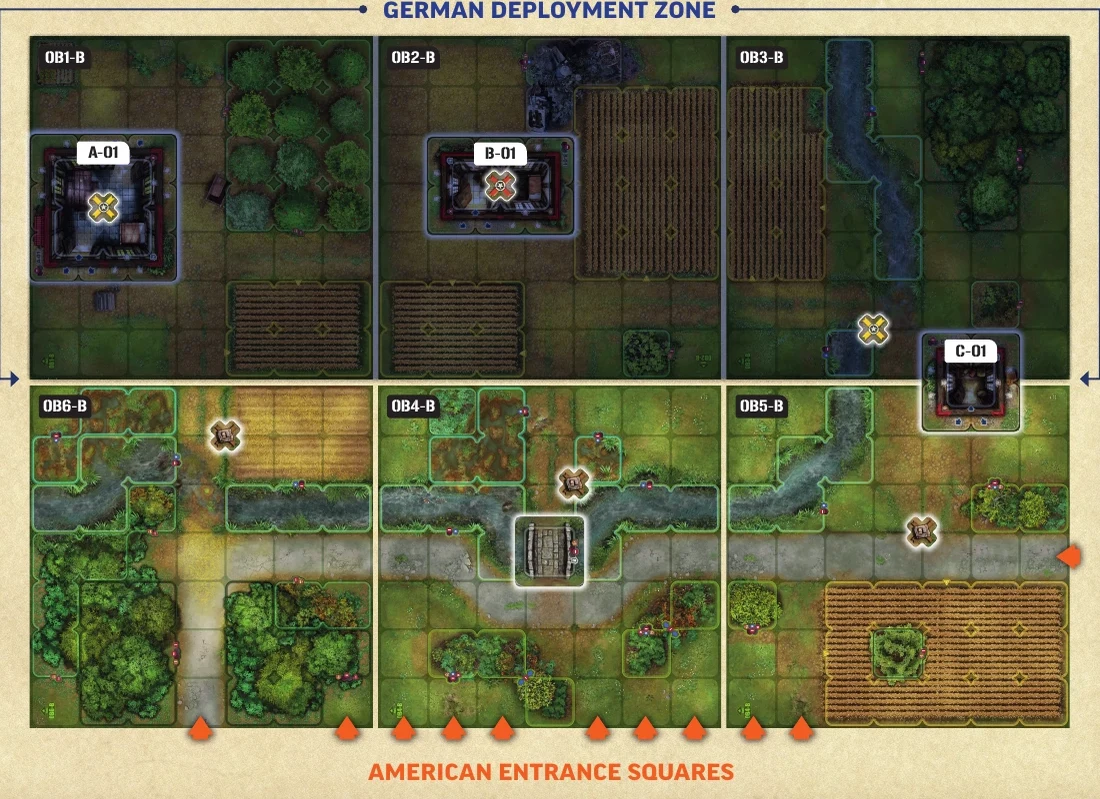 GERMAN DEPLOYMENT ZONE
OB1-B
OB2-B
OB3-B
A-01
B-01
C-01
OB6-B
OB4-B
OB5-B
AMERICAN ENTRANCE SQUARES